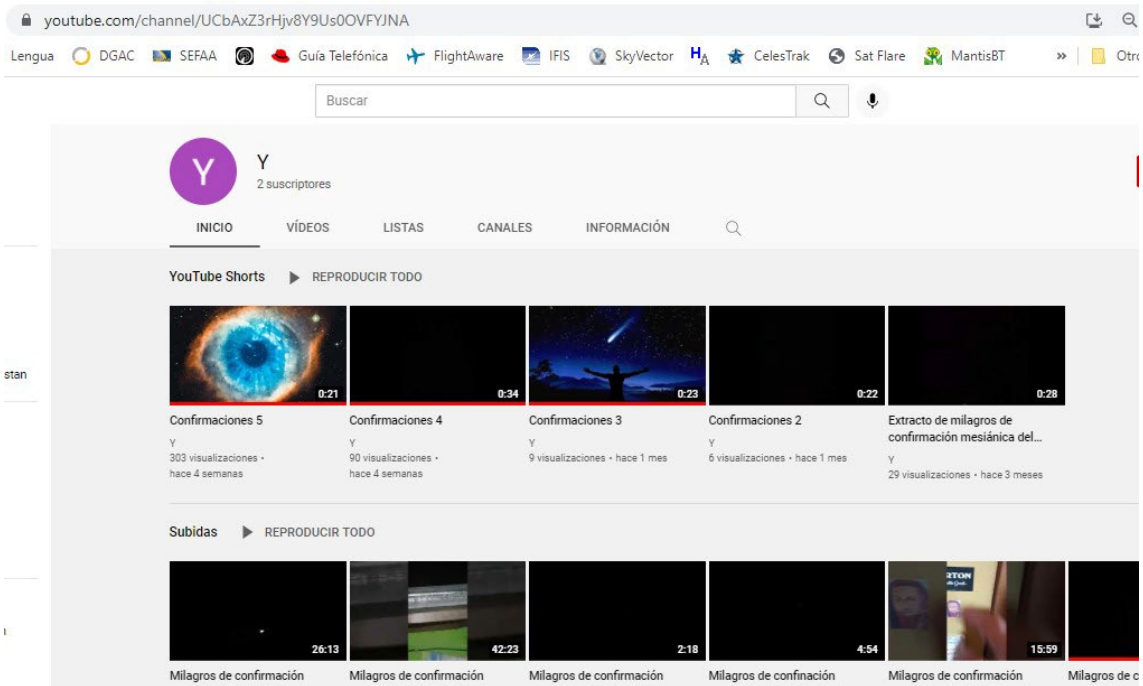 youtube.com/channel/UCbAxZ3rHjv8Y9Us0OVFYJNA
Lengua DGAC SEFAA Guía Telefónica FlightAware IFIS SkyVector HA CelesTrak Sat Flare MantisBT » Otro
Buscar
Y
Y
2 suscriptores
INICIO VÍDEOS LISTAS CANALES INFORMACIÓN
YouTube Shorts REPRODUCIR TODO
stan
0:21 0:34 0:23 0:22 0:28
Confirmaciones 5 Confirmaciones 4 Confirmaciones 3 Confirmaciones 2 Extracto de milagros de
confirmación mesiánica del...
Y Y Y Y Y
303 visualizaciones · 90 visualizaciones · 9 visualizaciones · hace 1 mes 6 visualizaciones · hace 1 mes 29 visualizaciones · hace 3 meses
hace 4 semanas hace 4 semanas
Subidas REPRODUCIR TODO
RTON
26:13 42:23 2:18 4:54 15:59
Milagros de confirmación Milagros de confirmación Milagros de confirmación Milagros de confinación Milagros de confirmación Milagros de c